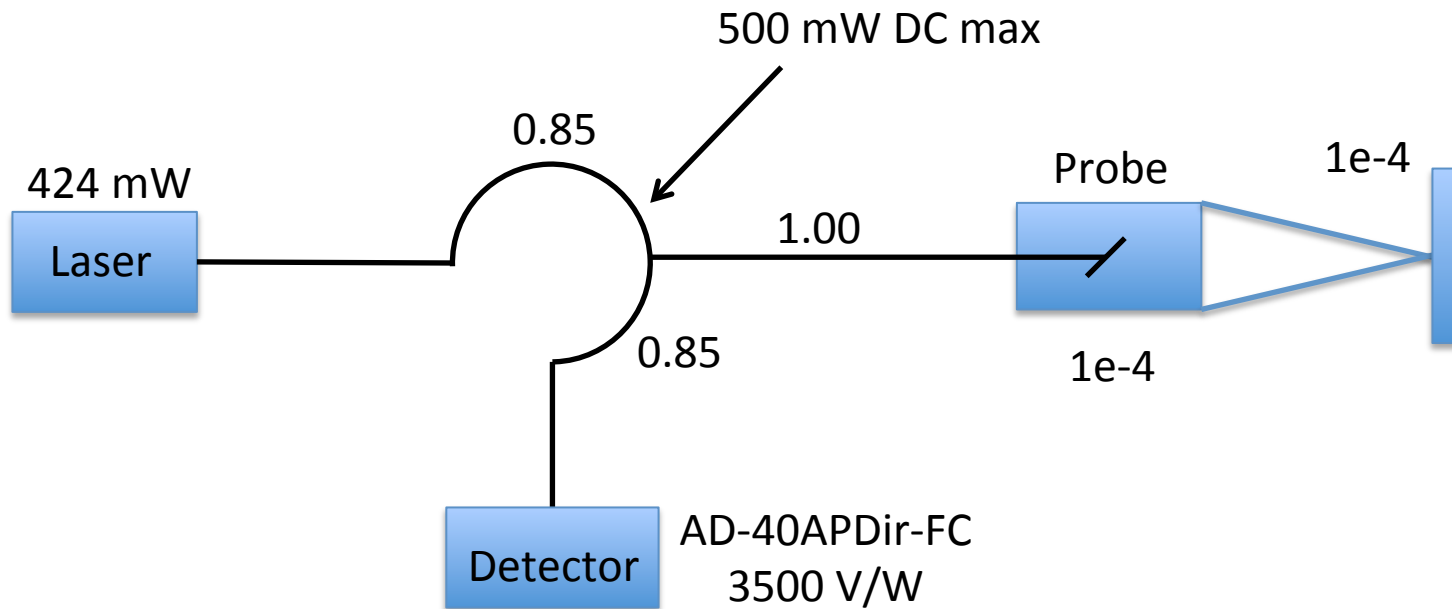 500 mW DC max
0.85
424 mW
Laser
1.00
Probe
1e-4
0.85
1e-4
Detector
AD-40APDir-FC
3500 V/W